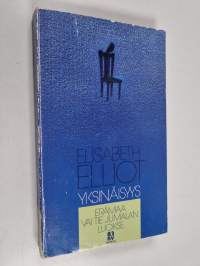 ELISABETH
ELLIOT
YKSINÄISYYS
ERÄMAA
VAI TIE JUMALAN
LUOKSE